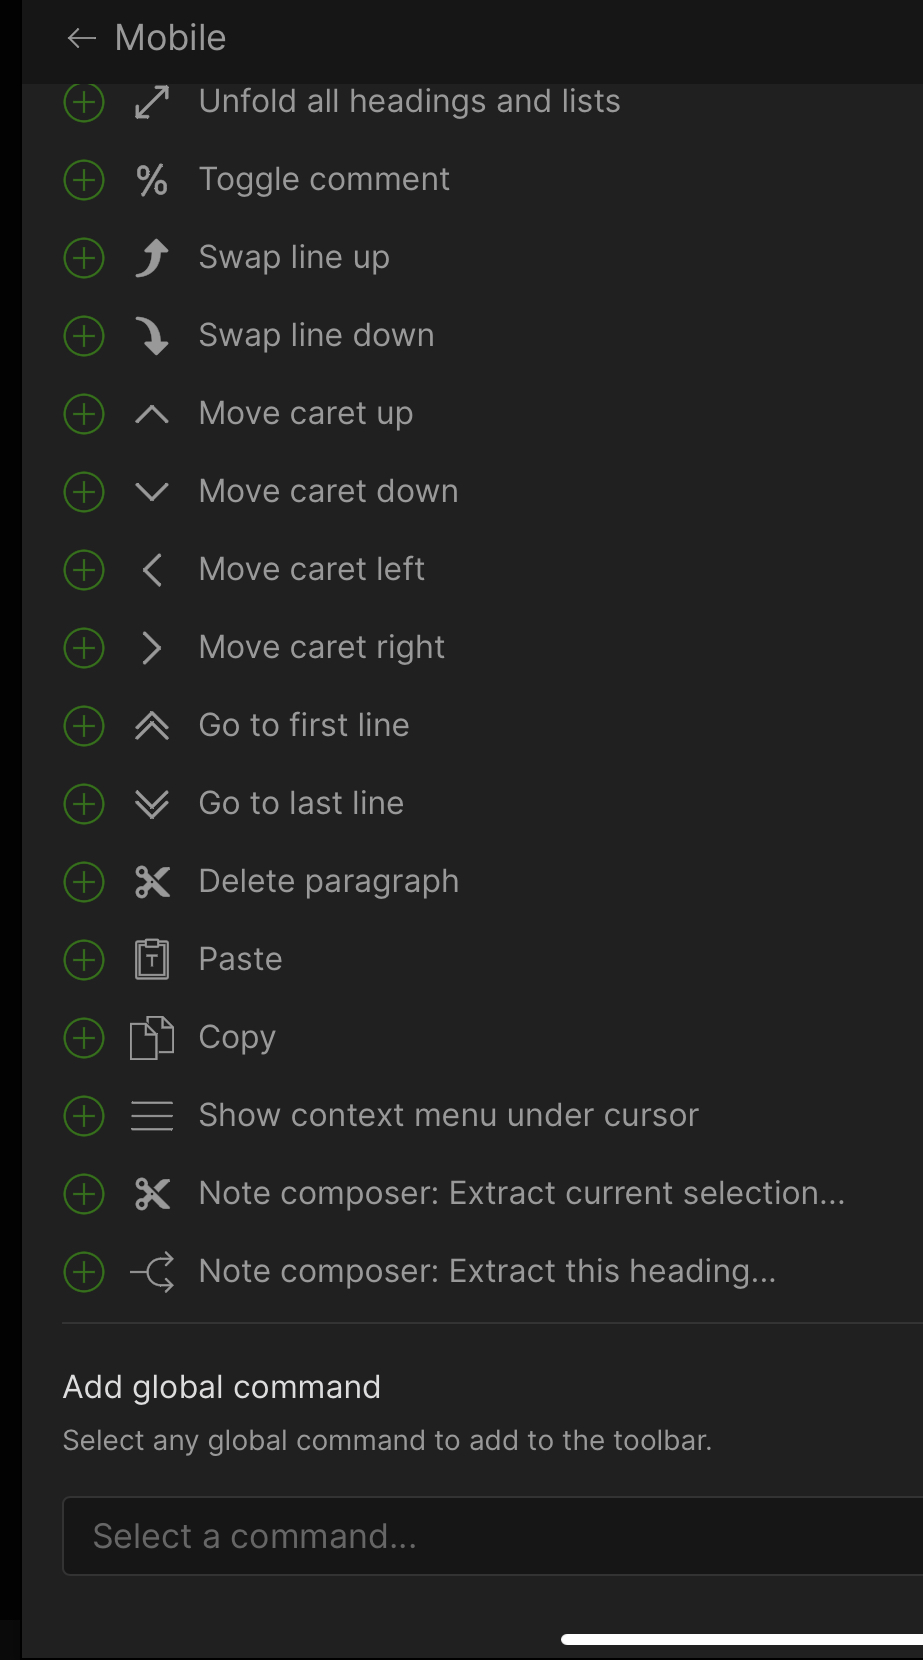 Mobile
Unfold all headings and lists
% Toggle comment
Swap line up
Swap line down
Move caret up
Move caret down
Move caret left
Move caret right
Go to first line
Go to last line
Delete paragraph
T Paste
Copy
Show context menu under cursor
Note composer: Extract current selection...
Note composer: Extract this heading...
Add global command
Select any global command to add to the toolbar.
Select a command...